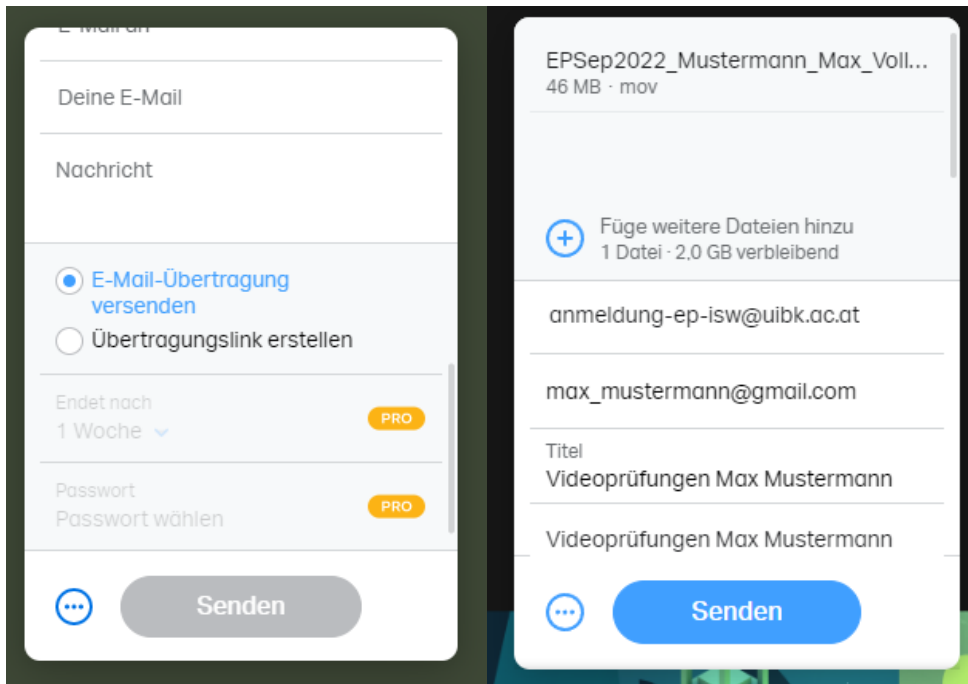 E-Mail an
Deine E-Mail
Nachricht
E-Mail-Übertragung
versenden
Übertragungslink erstellen
Endet nach
1 Woche
PRO
Passwort
Passwort wählen
PRO
Senden
EPSep2022_Mustermann_Max_Voll...
46 MB · mov
Füge weitere Dateien hinzu
1 Datei · 2,0 GB verbleibend
anmeldung-ep-isw@uibk.ac.at
max_mustermann@gmail.com
Titel
Videoprüfungen Max Mustermann
Videoprüfungen Max Mustermann
Senden